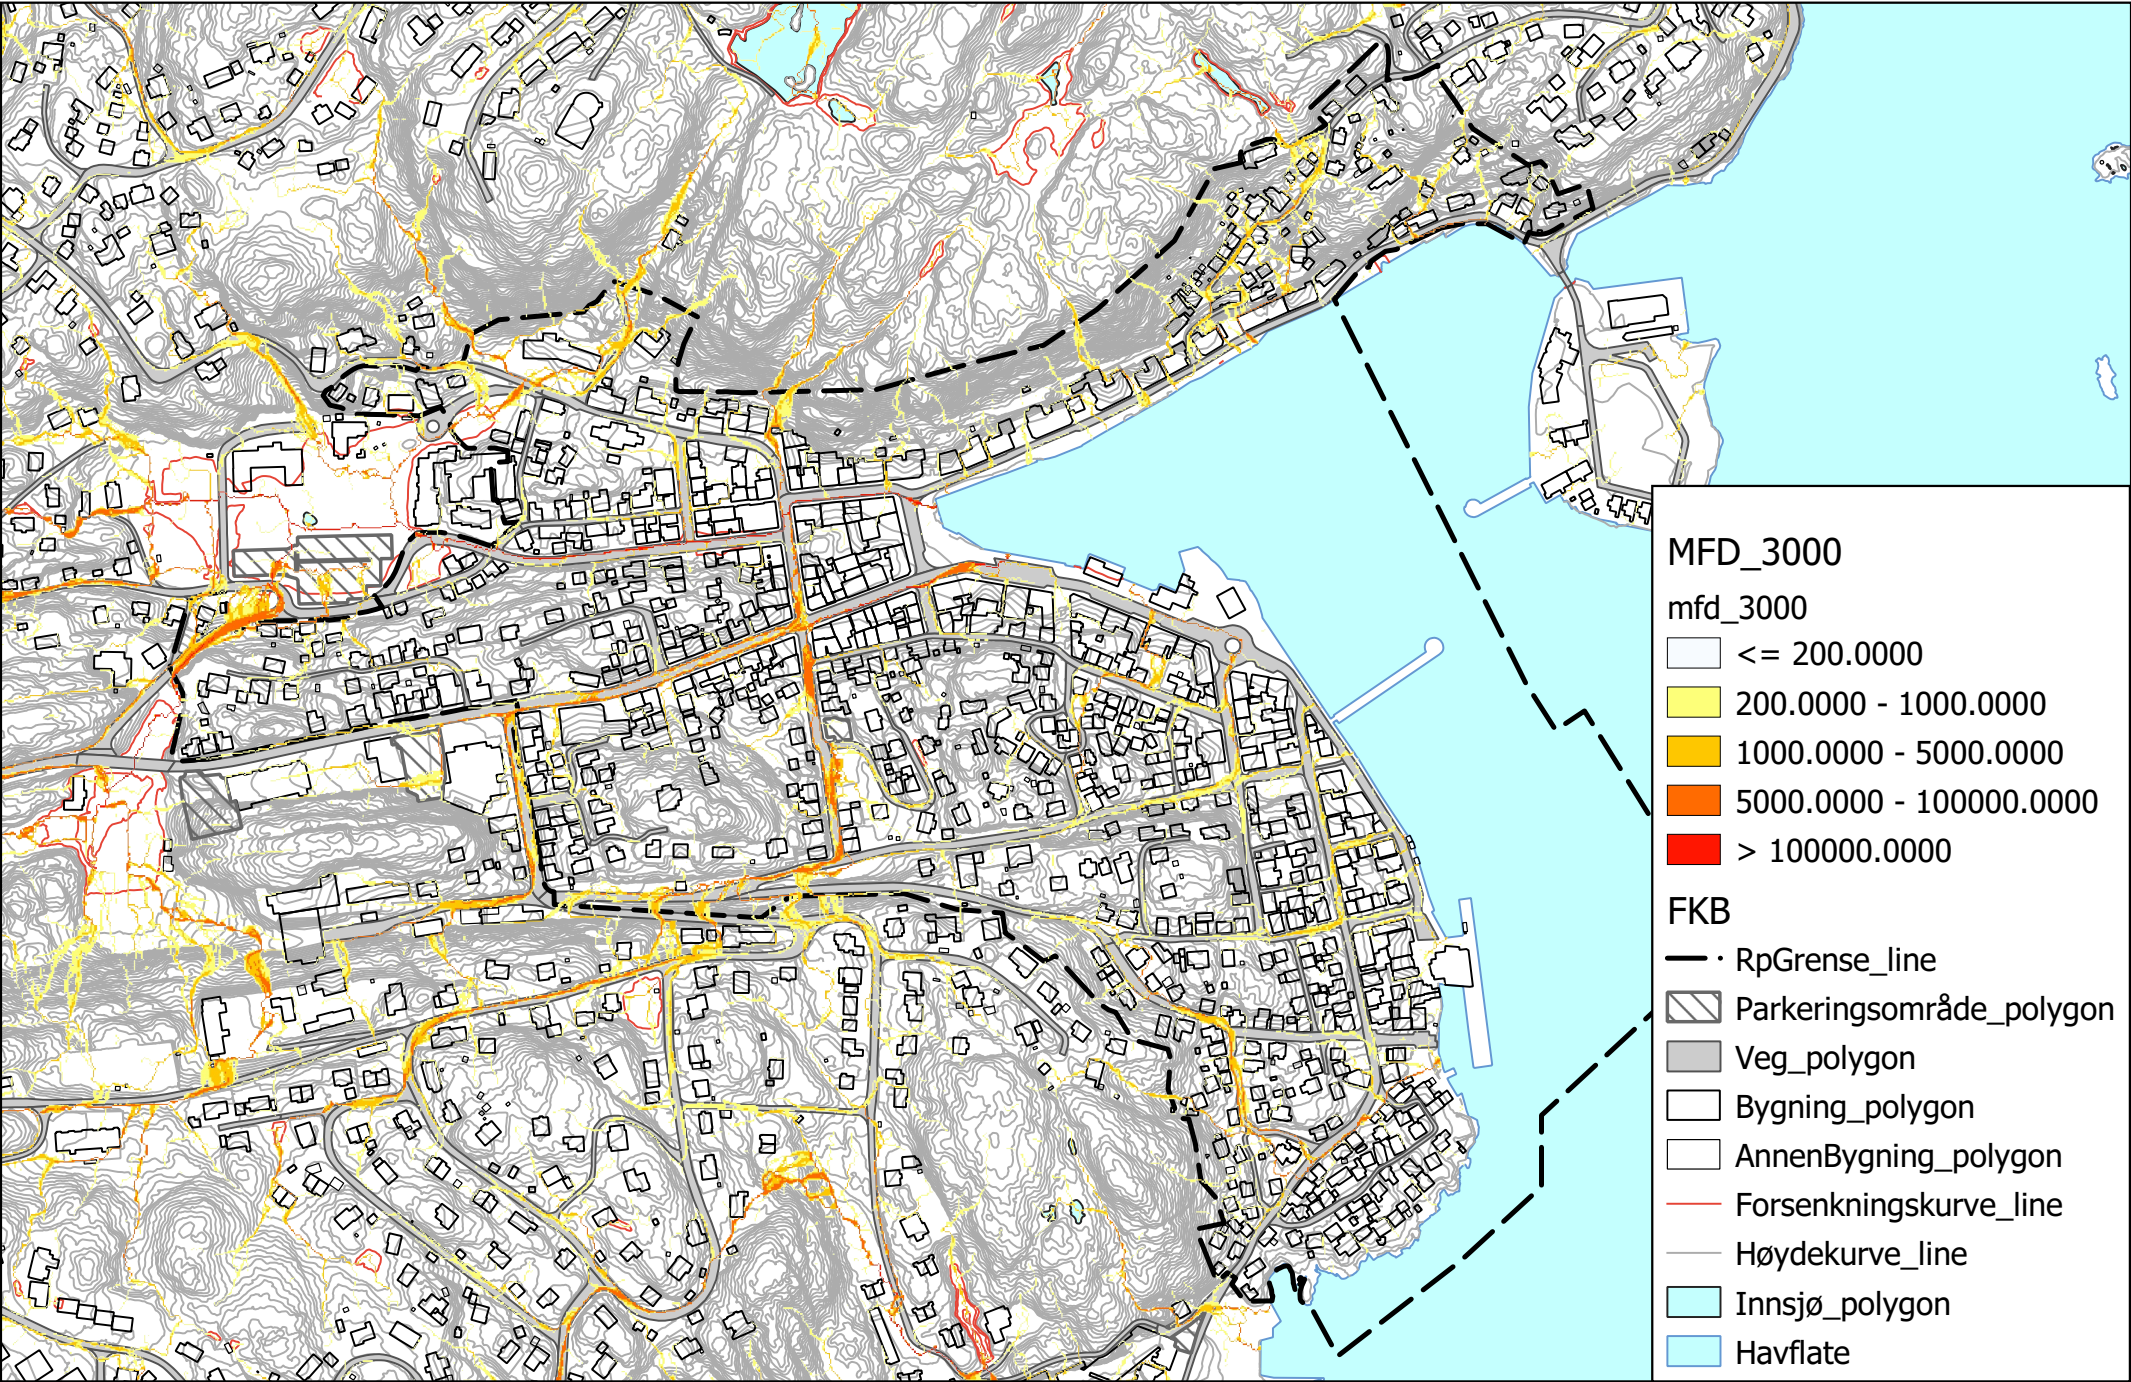 MFD_3000
mfd_3000
<= 200.0000
200.0000 - 1000.0000
1000.0000 - 5000.0000
5000.0000 - 100000.0000
> 100000.0000
FKB
RpGrense_line
Parkeringsområde_polygon
Veg_polygon
Bygning_polygon
AnnenBygning_polygon
Forsenkningskurve_line
Høydekurve_line
Innsjø_polygon
Havflate